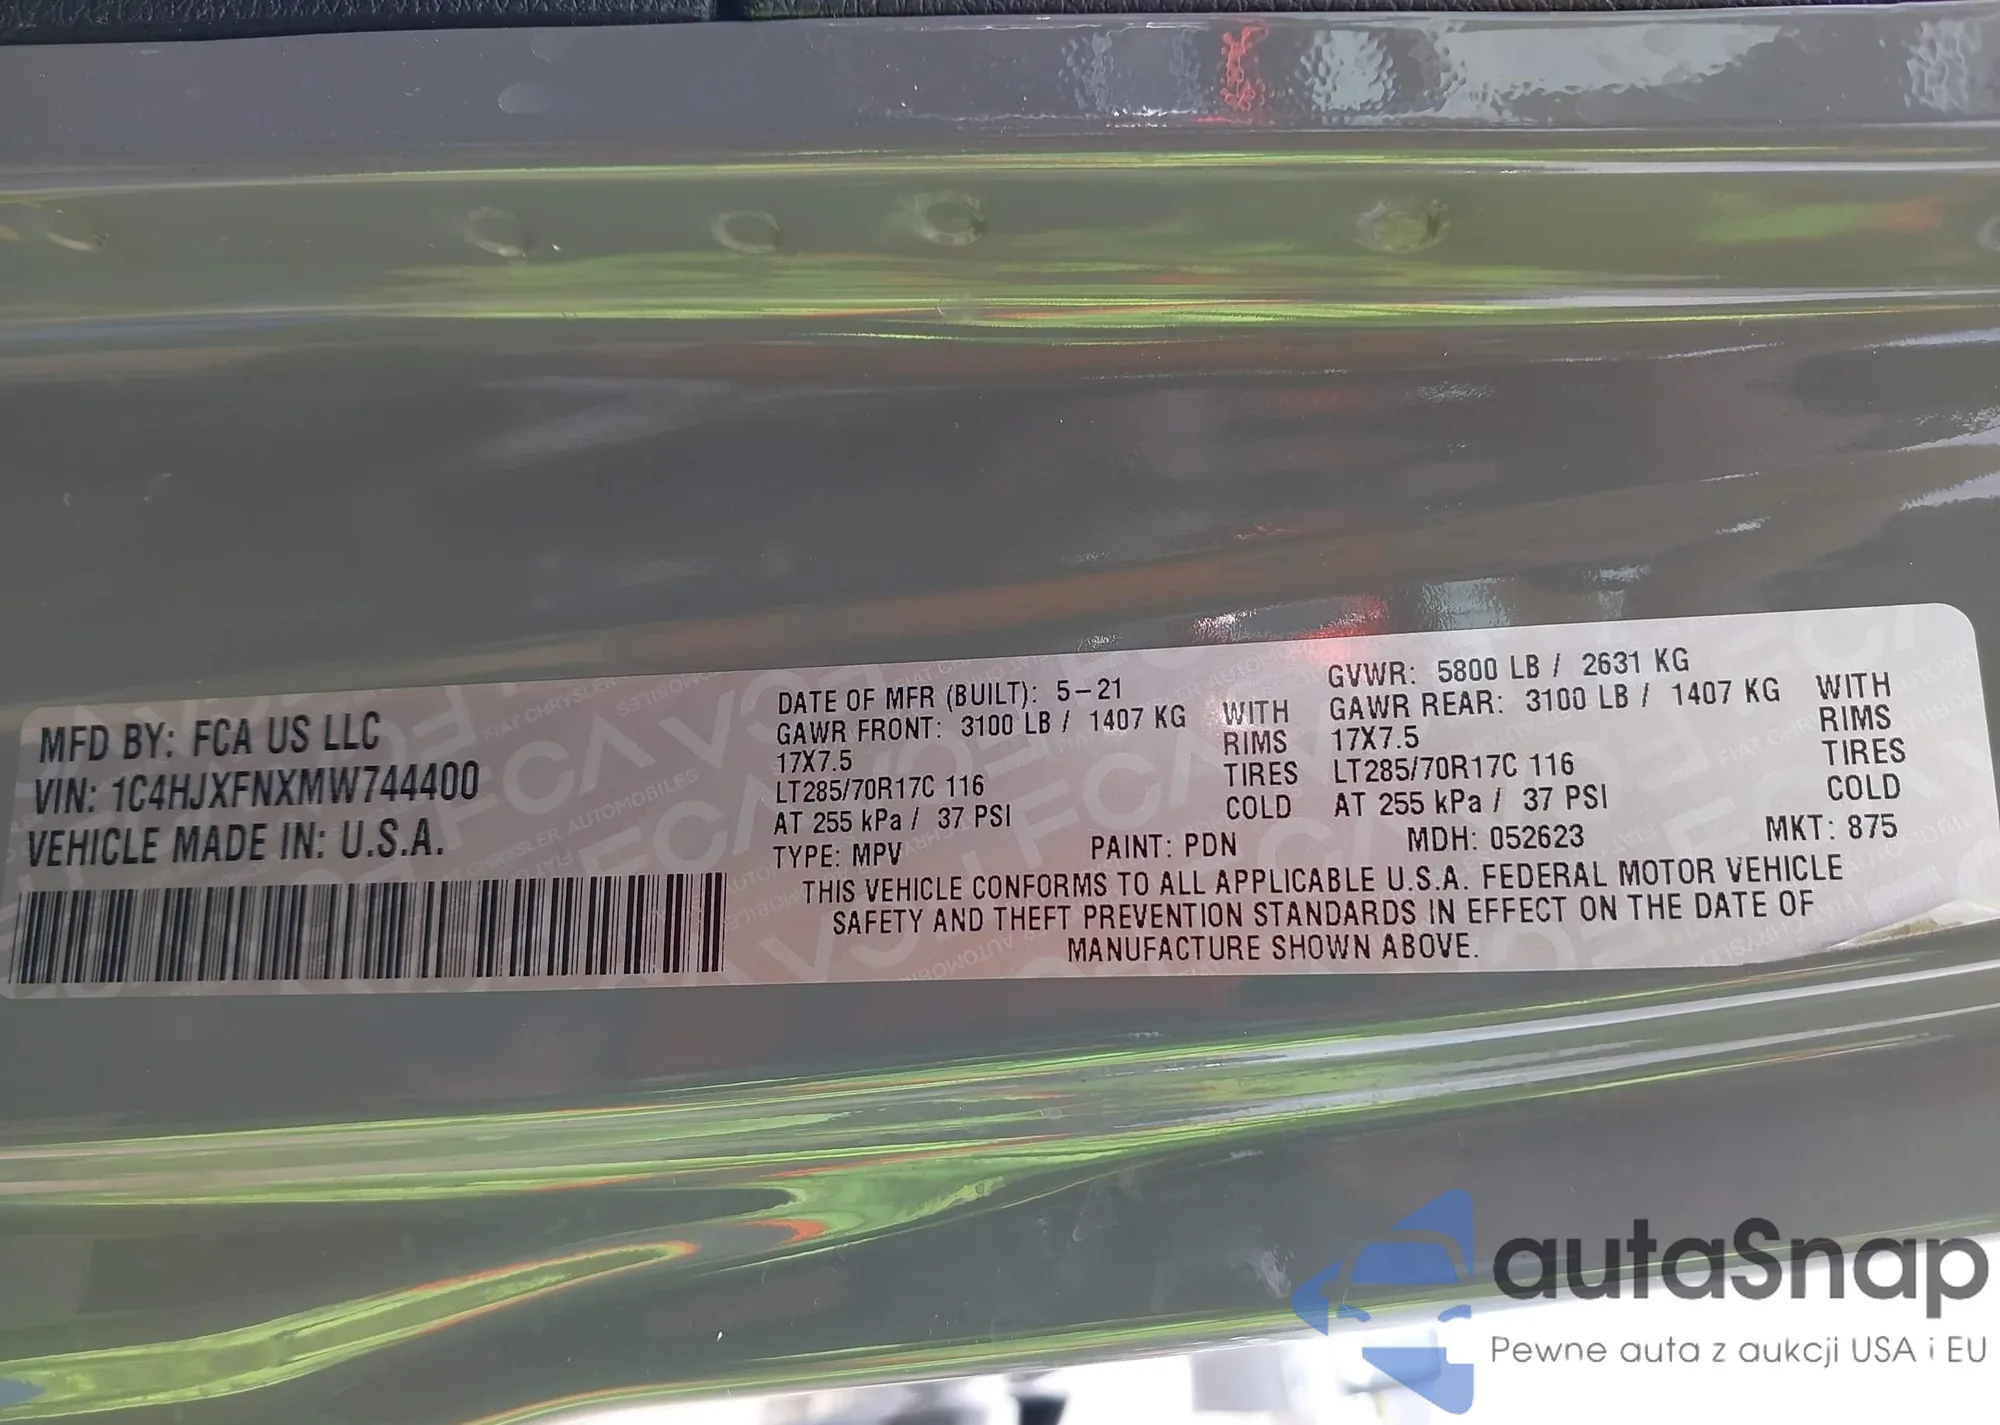 MFD BY: FCA US LLC
VIN: 1C4HJXFNXMW744400
VEHICLE MADE IN: U.S.A.
DATE OF MFR (BUILT): 5-21
GAWR FRONT: 3100 LB / 1407 KG WITH
17X7.5 RIMS
LT285/70R17C 116 TIRES
AT 255 kPa / 37 PSI COLD
GVWR: 5800 LB / 2631 KG
GAWR REAR: 3100 LB / 1407 KG WITH
17X7.5 RIMS
LT285/70R17C 116 TIRES
AT 255 kPa / 37 PSI COLD
TYPE: MPV PAINT: PDN MDH: 052623 MKT: 875
THIS VEHICLE CONFORMS TO ALL APPLICABLE U.S.A. FEDERAL MOTOR VEHICLE
SAFETY AND THEFT PREVENTION STANDARDS IN EFFECT ON THE DATE OF
MANUFACTURE SHOWN ABOVE.
autaSnap
Pewne auta z aukcji USA i EU